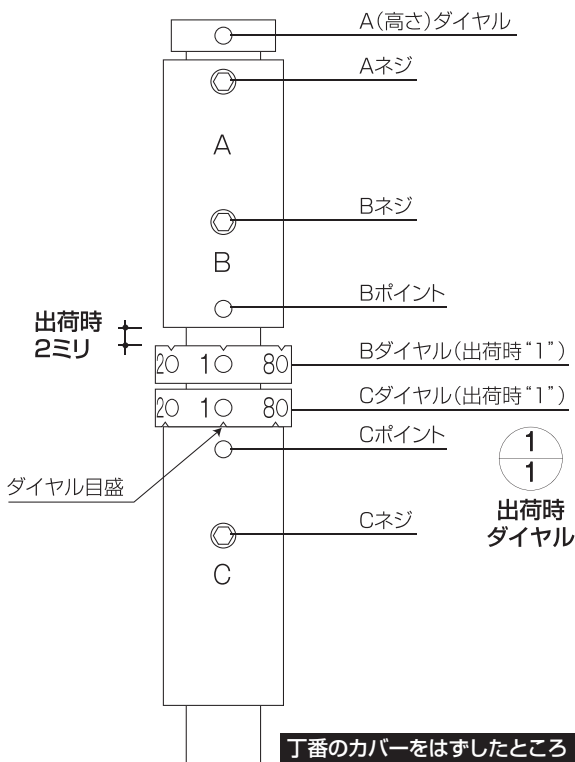 A(高さ)ダイヤル
Aネジ
A
Bネジ
B
Bポイント
出荷時
2ミリ
20 10 80
Bダイヤル(出荷時“1”)
20 10 80
Cダイヤル(出荷時“1”)
Cポイント
ダイヤル目盛
1
1
出荷時
ダイヤル
Cネジ
C
丁番のカバーをはずしたところ